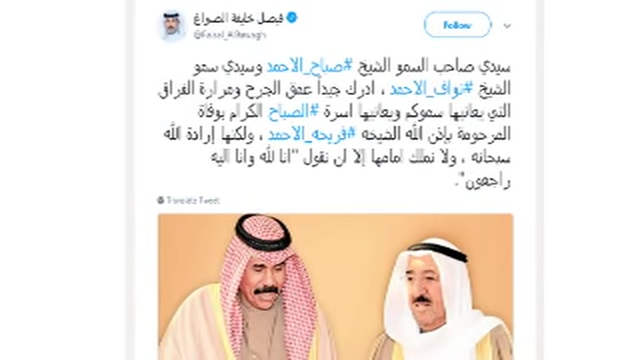 فيصل خليفة الصواغ
Follow
سيدي صاحب السمو الشيخ #صباح_الاحمد وسيدي سمو
الشيخ #نواف_الاحمد ، ادرك جيداً عمق الجرح ومرارة الفراق
التي يعانيها سموكم ويعانيها اسرة #الصباح الكرام بوفاة
المرحومة بإذن الله الشيخه #فريحه_الاحمد ، ولكنها إرادة الله
سبحانه ، ولا نملك امامها إلا ان نقول "انا لله وانا اليه
راجعون".
Translate Tweet